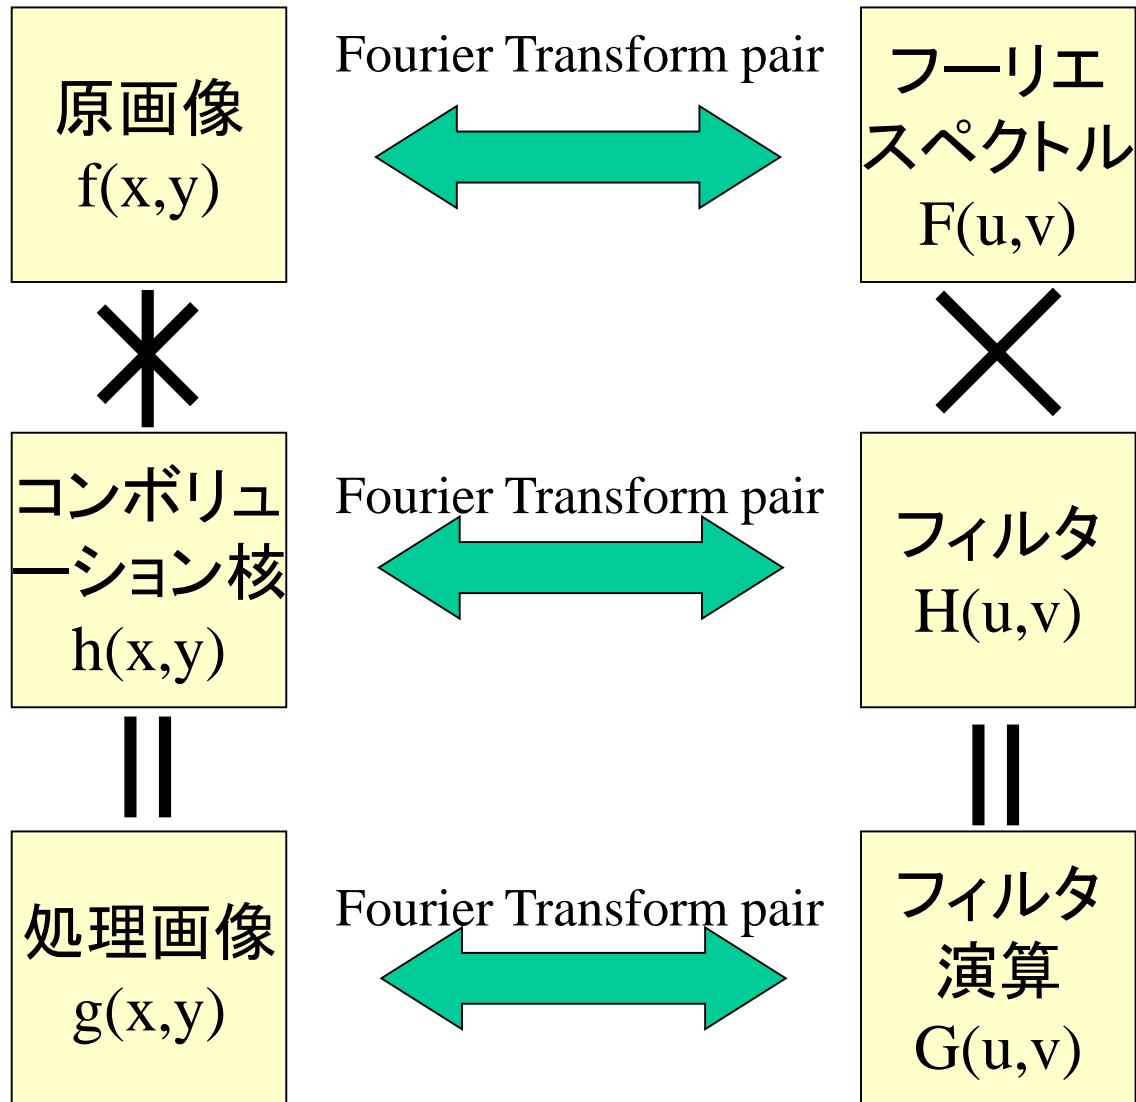 原画像
f(x,y)
Fourier Transform pair
フーリエ
スペクトル
F(u,v)
コンボリュ
ーション核
h(x,y)
Fourier Transform pair
フィルタ
H(u,v)
処理画像
g(x,y)
Fourier Transform pair
フィルタ
演算
G(u,v)